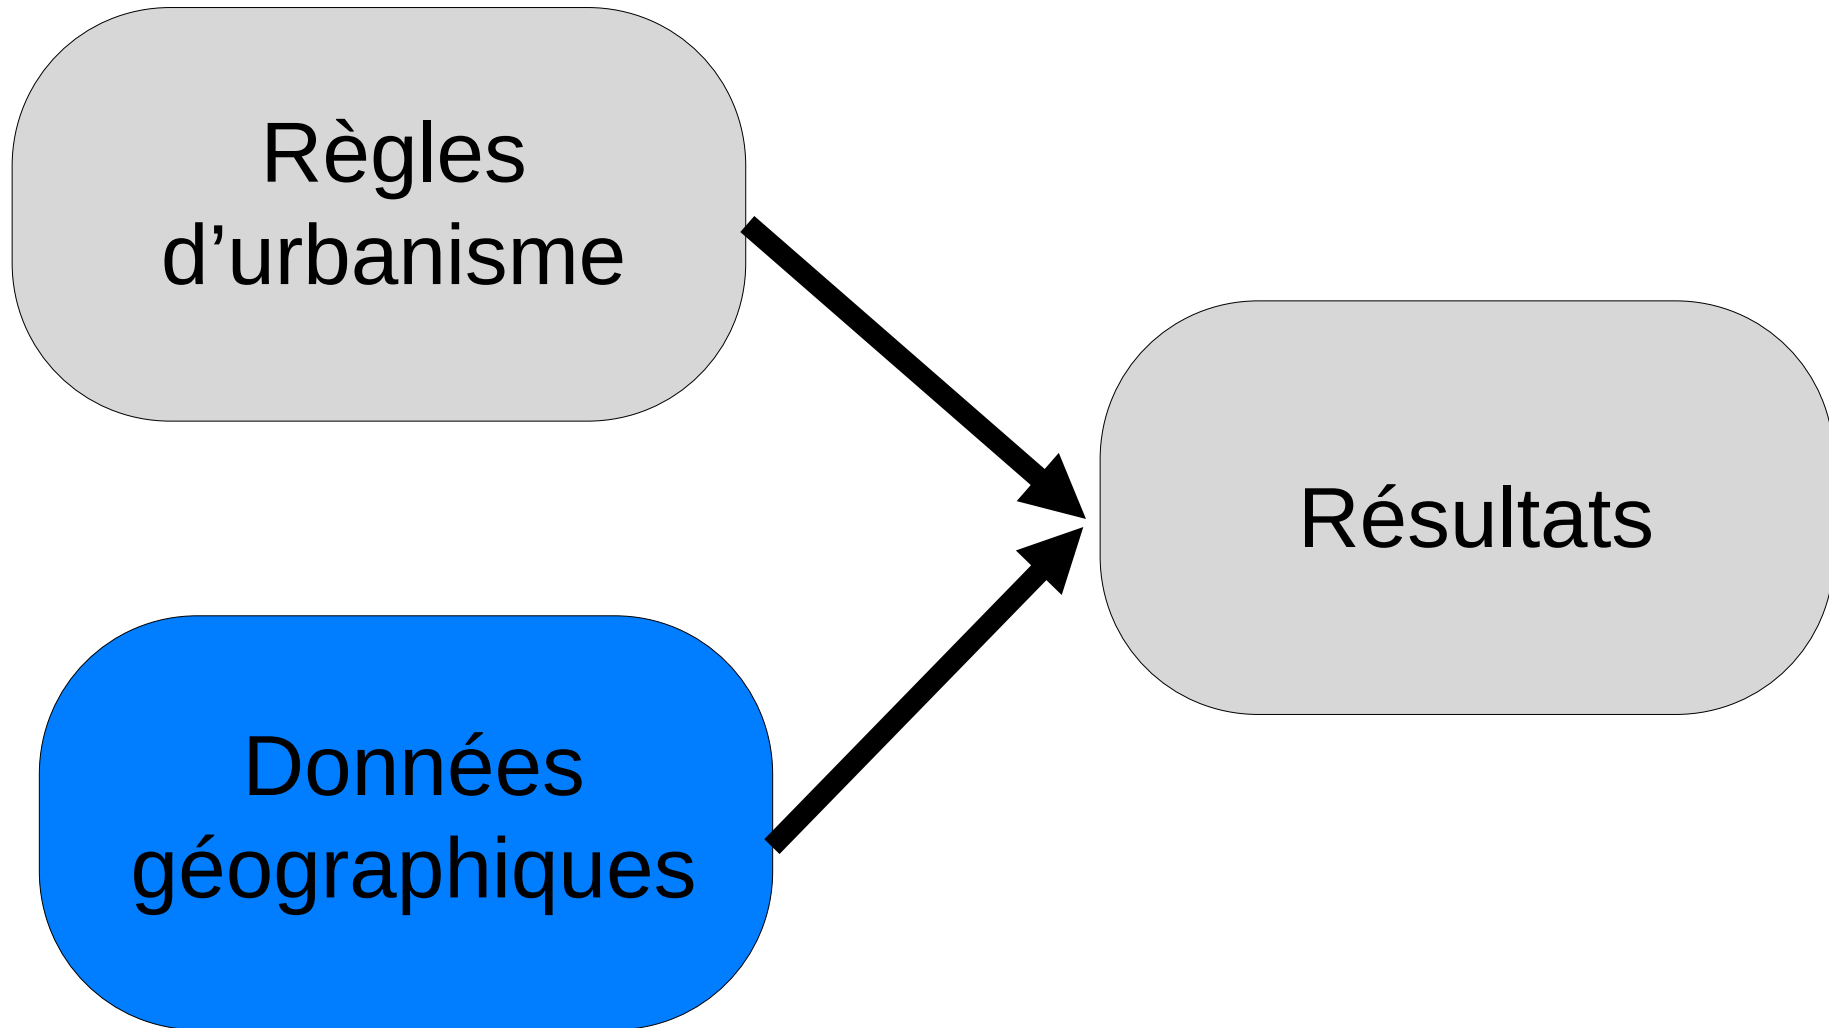 Règles
d’urbanisme
Résultats
Données
géographiques